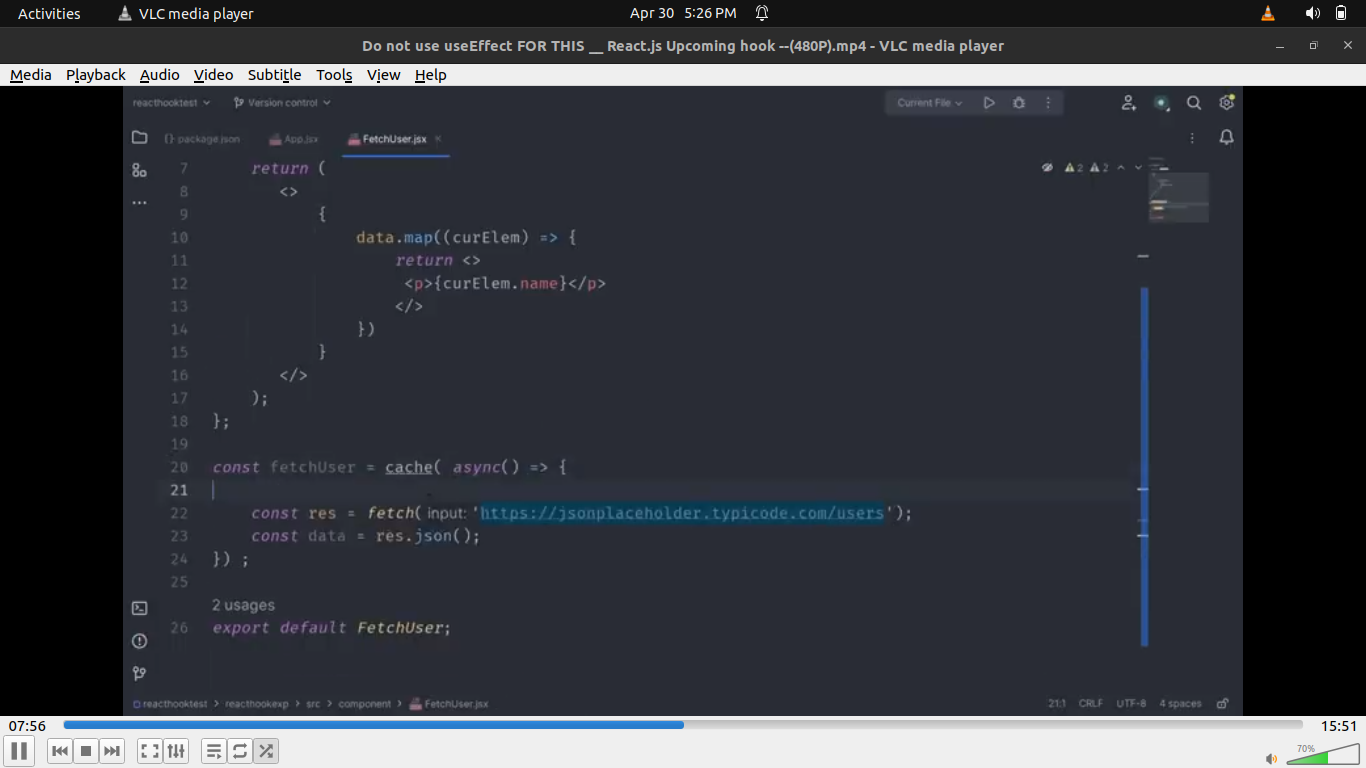 Activities VLC media player Apr 30 5:26 PM
Do not use useEffect FOR THIS __ React.js Upcoming hook --(480P).mp4 - VLC media player
Media Playback Audio Video Subtitle Tools View Help
reacthooktest Version control Current File
package.json App.jsx FetchUser.jsx
7 return (
2 2
8 <>
9 {
10 data.map((curElem) => {
11 return <>
12 <p>{curElem.name}</p>
13 </>
14 })
15 }
16 </>
17 );
18 };
19
20 const fetchUser = cache( async() => {
21
22 const res = fetch( input: 'https://jsonplaceholder.typicode.com/users');
23 const data = res.json();
24 }) ;
25
2 usages
26 export default FetchUser;
reacthooktest > reacthookexp > src > component > FetchUser.jsx 21:1 CRLF UTF-8 4 spaces
07:56 15:51
70%